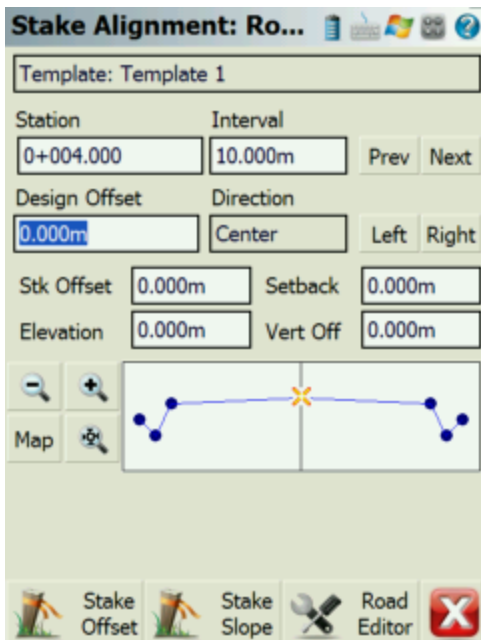 Stake Alignment: Ro...
Template: Template 1
Station Interval
0+004.000 10.000m Prev Next
Design Offset Direction
0.000m Center Left Right
Stk Offset 0.000m Setback 0.000m
Elevation 0.000m Vert Off 0.000m
Map
Stake Offset Stake Slope Road Editor